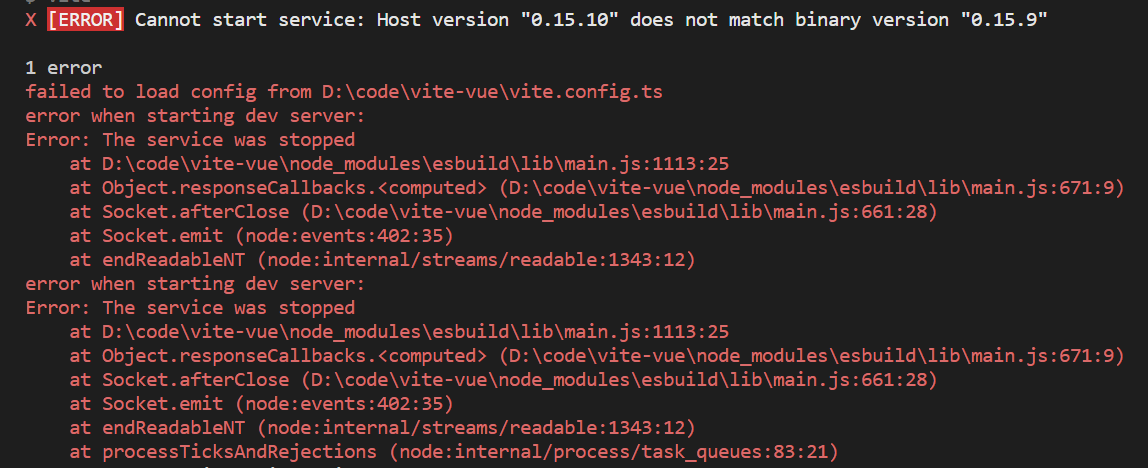 X [ERROR] Cannot start service: Host version "0.15.10" does not match binary version "0.15.9"
1 error
failed to load config from D:\code\vite-vue\vite.config.ts
error when starting dev server:
Error: The service was stopped
    at D:\code\vite-vue\node_modules\esbuild\lib\main.js:1113:25
    at Object.responseCallbacks.<computed> (D:\code\vite-vue\node_modules\esbuild\lib\main.js:671:9)
    at Socket.afterClose (D:\code\vite-vue\node_modules\esbuild\lib\main.js:661:28)
    at Socket.emit (node:events:402:35)
    at endReadableNT (node:internal/streams/readable:1343:12)
error when starting dev server:
Error: The service was stopped
    at D:\code\vite-vue\node_modules\esbuild\lib\main.js:1113:25
    at Object.responseCallbacks.<computed> (D:\code\vite-vue\node_modules\esbuild\lib\main.js:671:9)
    at Socket.afterClose (D:\code\vite-vue\node_modules\esbuild\lib\main.js:661:28)
    at Socket.emit (node:events:402:35)
    at endReadableNT (node:internal/streams/readable:1343:12)
    at processTicksAndRejections (node:internal/process/task_queues:83:21)